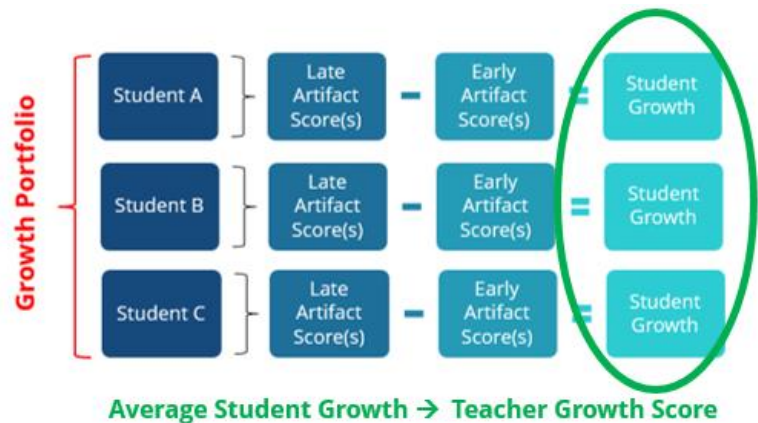 Growth Portfolio
Student A
Late
Artifact
Score(s)
-
Early
Artifact
Score(s)
=
Student
Growth
Student B
Late
Artifact
Score(s)
-
Early
Artifact
Score(s)
=
Student
Growth
Student C
Late
Artifact
Score(s)
-
Early
Artifact
Score(s)
=
Student
Growth
Average Student Growth → Teacher Growth Score